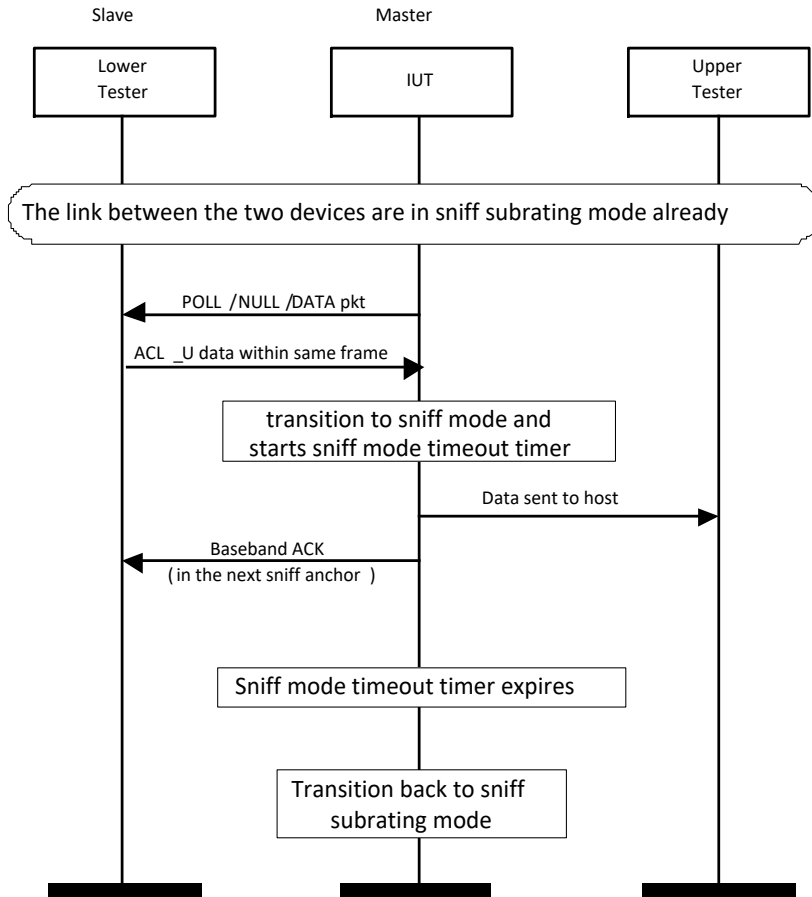 Slave
Master
Lower
Tester
IUT
Upper
Tester
The link between the two devices are in sniff subrating mode already
POLL /NULL /DATA pkt
ACL _U data within same frame
transition to sniff mode and
starts sniff mode timeout timer
Data sent to host
Baseband ACK
( in the next sniff anchor )
Sniff mode timeout timer expires
Transition back to sniff
subrating mode